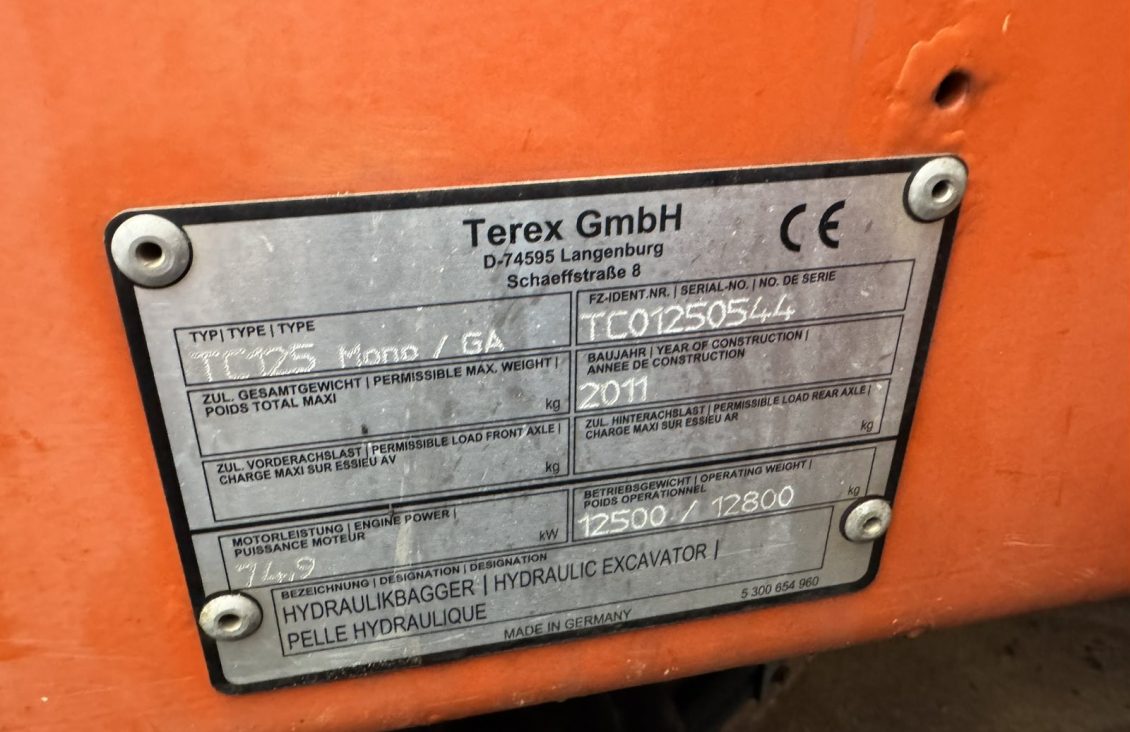 Terex GmbH
D-74595 Langenburg
Schaeffstraße 8
CE
TYP| TYPE | TYPE
TC125 Mono / GA
FZ-IDENT.NR. | SERIAL-NO. | NO. DE SERIE
TC01250544
ZUL. GESAMTGEWICHT | PERMISSIBLE MAX. WEIGHT |
POIDS TOTAL MAXI
kg
BAUJAHR | YEAR OF CONSTRUCTION |
ANNEE DE CONSTRUCTION
2011
ZUL. VORDERACHSLAST | PERMISSIBLE LOAD FRONT AXLE |
CHARGE MAXI SUR ESSIEU AV
kg
ZUL. HINTERACHSLAST | PERMISSIBLE LOAD REAR AXLE |
CHARGE MAXI SUR ESSIEU AR
kg
MOTORLEISTUNG | ENGINE POWER |
PUISSANCE MOTEUR
74,9
kW
BETRIEBSGEWICHT | OPERATING WEIGHT |
POIDS OPERATIONNEL
12500 / 12800
kg
BEZEICHNUNG | DESIGNATION | DESIGNATION
HYDRAULIKBAGGER | HYDRAULIC EXCAVATOR |
PELLE HYDRAULIQUE
MADE IN GERMANY
5 300 654 960